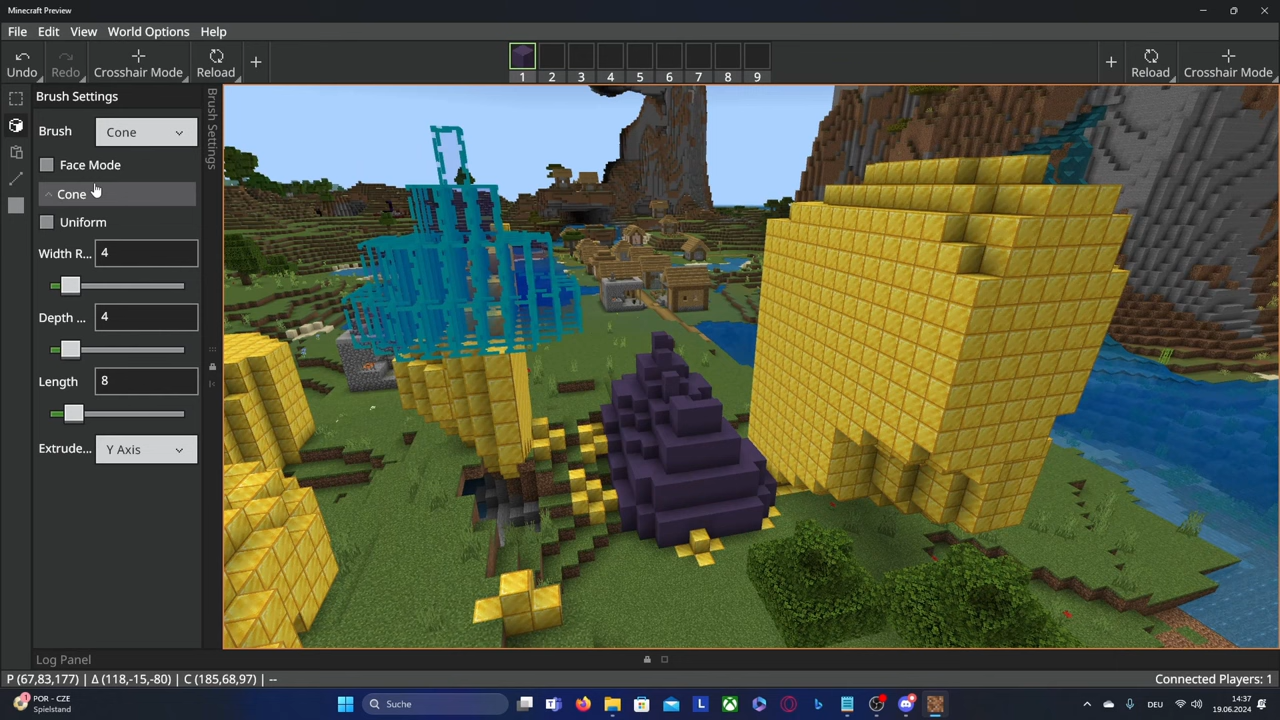 Minecraft Preview
File Edit View World Options Help
Undo Redo Crosshair Mode Reload + + Reload Crosshair Mode
1 2 3 4 5 6 7 8 9
Brush Settings
Brush Settings
Brush Cone
Face Mode
Cone
Uniform
Width R... 4
Depth ... 4
Length 8
Extrude... Y Axis
Log Panel
P (67,83,177) | Δ (118,-15,-80) | C (185,68,97) | --
Connected Players: 1
POR - CZE
Spielstand
Suche
DEU
14:37
19.06.2024